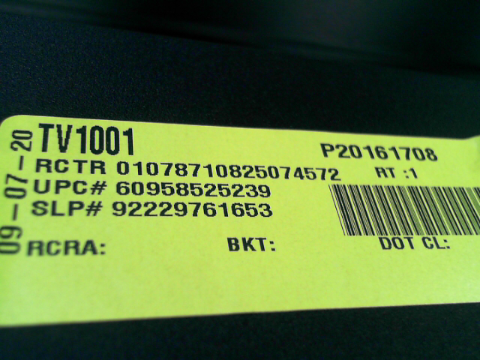 09-07-20
TV1001
P20161708
RCTR 01078710825074572
RT :1
UPC# 60958525239
SLP# 92229761653
RCRA:
BKT:
DOT CL: